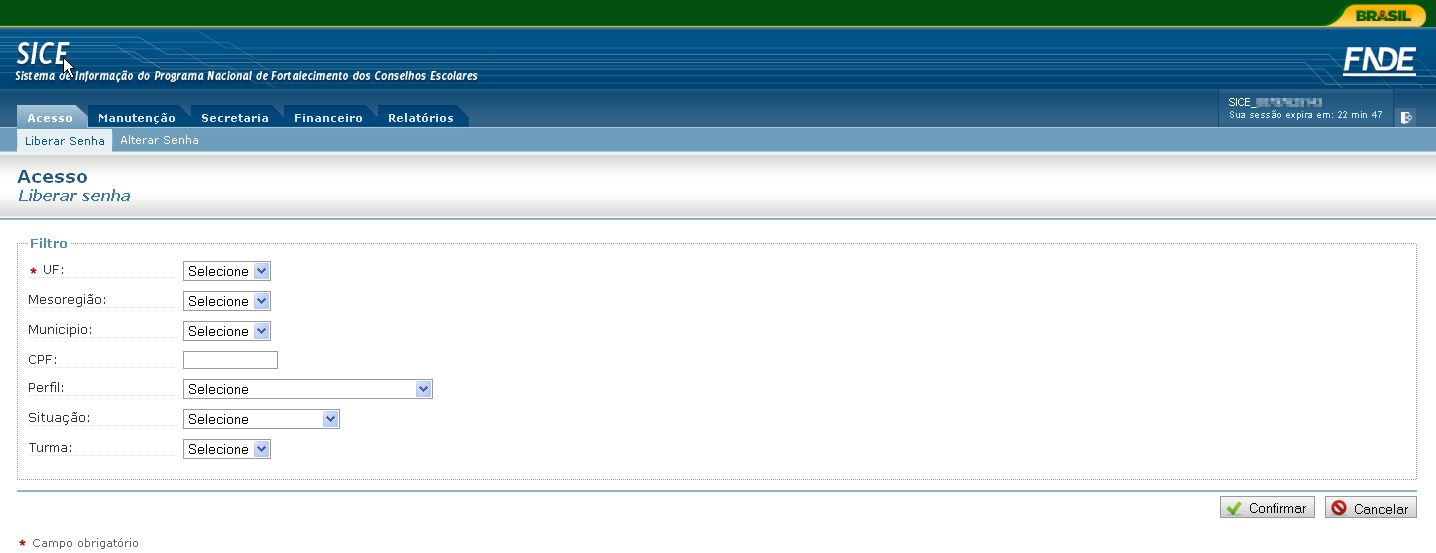 BRASIL
SICE
Sistema de Informação do Programa Nacional de Fortalecimento dos Conselhos Escolares
FNDE
Acesso Manutenção Secretaria Financeiro Relatórios
SICE_
Sua sessão expira em: 22 min 47
Liberar Senha Alterar Senha
Acesso
Liberar senha
Filtro
* UF: Selecione
Mesoregião: Selecione
Municipio: Selecione
CPF:
Perfil: Selecione
Situação: Selecione
Turma: Selecione
Confirmar Cancelar
* Campo obrigatório